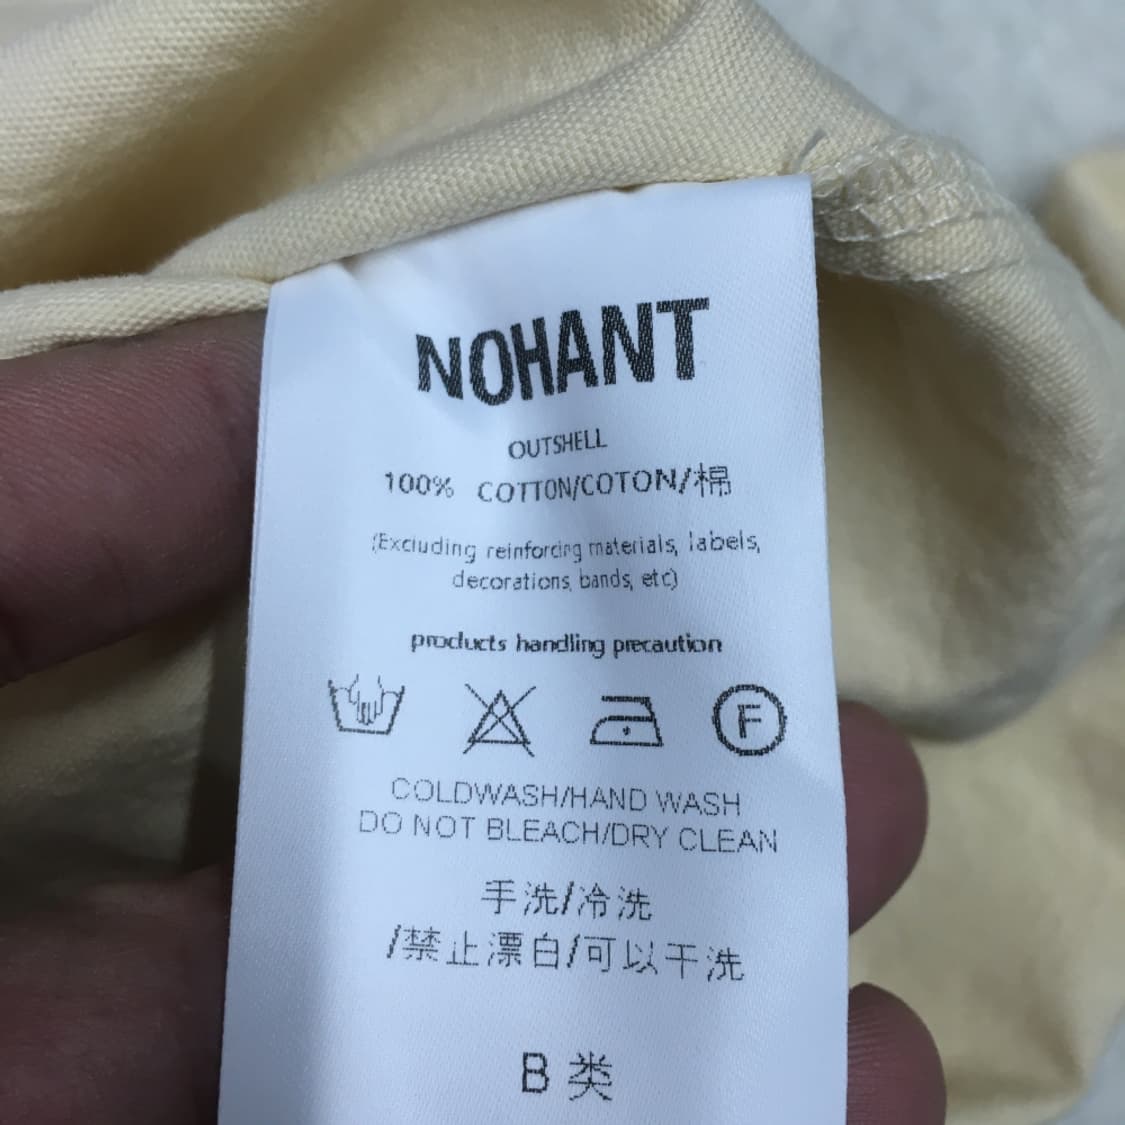 NOHANT
OUTSHELL
100% COTTON/COTON/棉
(Excluding reinforcing materials, labels,
decorations, bands, etc)
products handling precaution
F
COLDWASH/HAND WASH
DO NOT BLEACH/DRY CLEAN
手洗/冷洗
/禁止漂白/可以干洗
B类